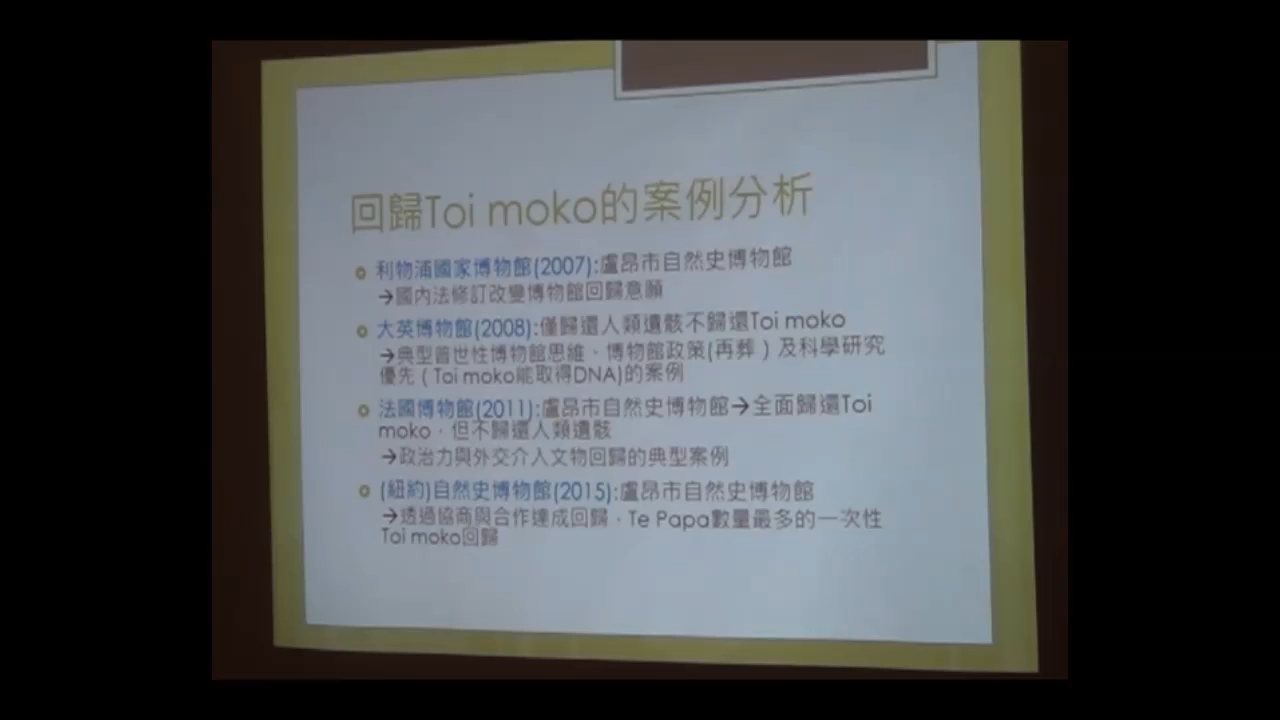 回歸Toi moko的案例分析
利物浦國家博物館(2007):盧昂市自然史博物館
→國內法修訂改變博物館回歸意願
大英博物館(2008):僅歸還人類遺骸不歸還Toi moko
→典型普世性博物館思維、博物館政策(再葬）及科學研究
優先（Toi moko能取得DNA)的案例
法國博物館(2011):盧昂市自然史博物館→全面歸還Toi
moko，但不歸還人類遺骸
→政治力與外交介入文物回歸的典型案例
(紐約)自然史博物館(2015):盧昂市自然史博物館
→透過協商與合作達成回歸，Te Papa數量最多的一次性
Toi moko回歸